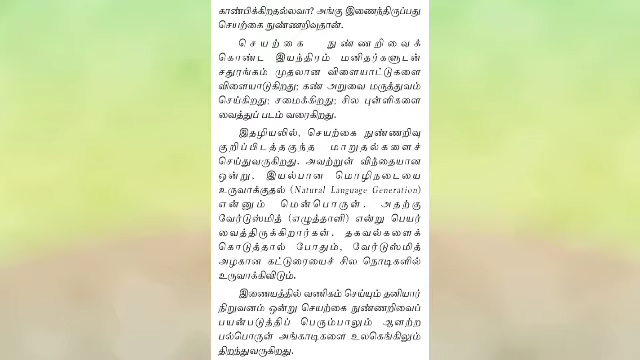 காண்பிக்கிறதல்லவா? அங்கு இணைந்திருப்பது
செயற்கை நுண்ணறிவுதான்.
செயற்கை நுண்ணறிவைக்
கொண்ட இயந்திரம் மனிதர்களுடன்
சதுரங்கம் முதலான விளையாட்டுகளை
விளையாடுகிறது; கண் அறுவை மருத்துவம்
செய்கிறது; சமைக்கிறது; சில புள்ளிகளை
வைத்துப் படம் வரைகிறது.
இதழியலில், செயற்கை நுண்ணறிவு
குறிப்பிடத்தகுந்த மாறுதல்களைச்
செய்துவருகிறது. அவற்றுள் விந்தையான
ஒன்று, இயல்பான மொழிநடையை
உருவாக்குதல் (Natural Language Generation)
என்னும் மென்பொருள். அதற்கு
வேர்டுஸ்மித் (எழுத்தாளி) என்று பெயர்
வைத்திருக்கிறார்கள். தகவல்களைக்
கொடுத்தால் போதும், வேர்டுஸ்மித்
அழகான கட்டுரையைச் சில நொடிகளில்
உருவாக்கிவிடும்.
இணையத்தில் வணிகம் செய்யும் தனியார்
நிறுவனம் ஒன்று செயற்கை நுண்ணறிவைப்
பயன்படுத்திப் பெரும்பாலும் ஆளற்ற
பல்பொருள் அங்காடிகளை உலகெங்கிலும்
திறந்துவருகிறது.